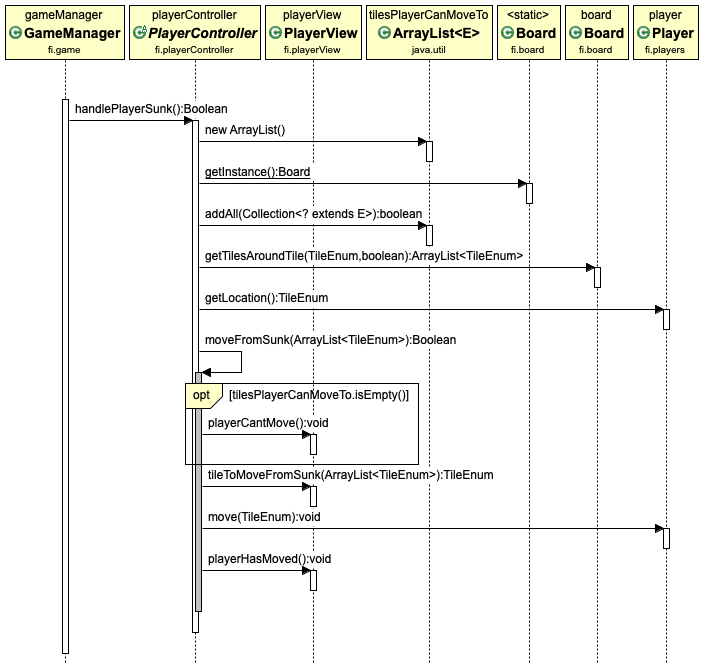 gameManager
GameManager
fi.game
playerController
PlayerController
fi.playerController
playerView
PlayerView
fi.playerView
tilesPlayerCanMoveTo
ArrayList<E>
java.util
<static>
Board
fi.board
board
Board
fi.board
player
Player
fi.players
handlePlayerSunk():Boolean
new ArrayList()
getInstance():Board
addAll(Collection<? extends E>):boolean
getTilesAroundTile(TileEnum,boolean):ArrayList<TileEnum>
getLocation():TileEnum
moveFromSunk(ArrayList<TileEnum>):Boolean
opt [tilesPlayerCanMoveTo.isEmpty()]
playerCantMove():void
tileToMoveFromSunk(ArrayList<TileEnum>):TileEnum
move(TileEnum):void
playerHasMoved():void